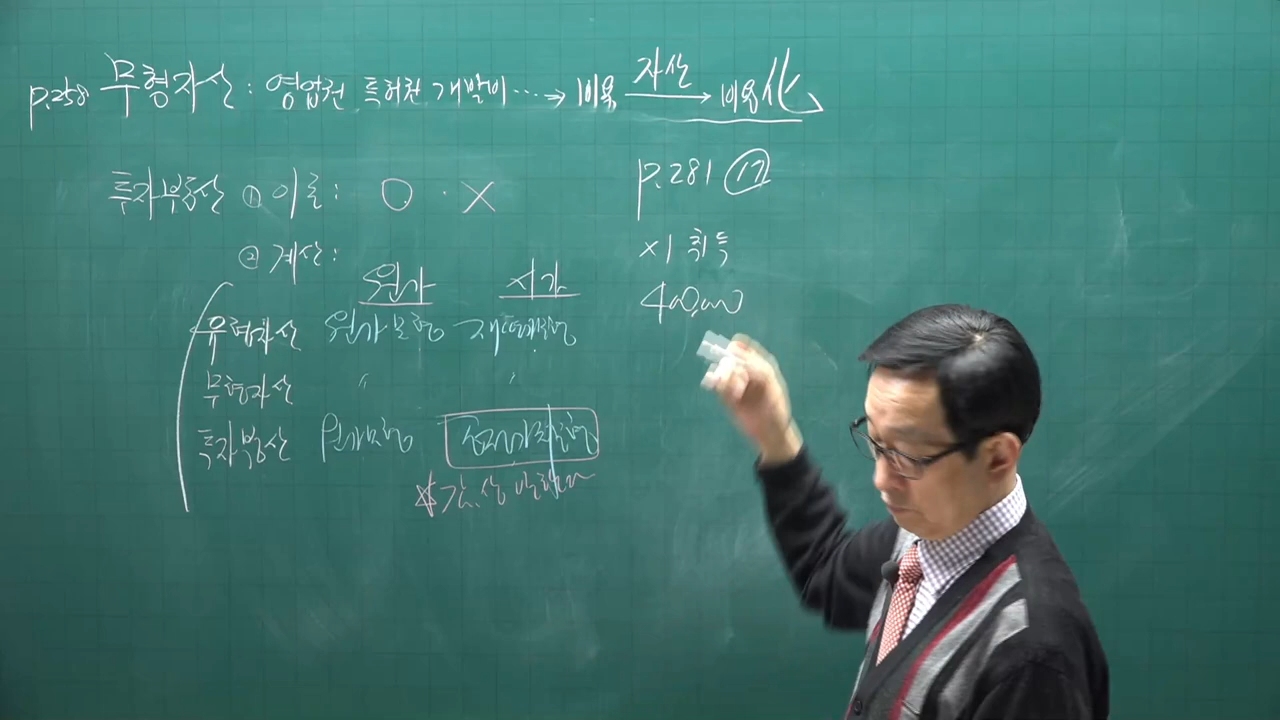 p.258 무형자산 : 영업권 특허권 개발비 … → 비용 자산 → 비용化
투자부동산 ① 이론 : O · X
② 계산 :
원가 시가
유형자산 원가모형 재평가모형
무형자산 〃 〃
투자부동산 원가모형 공정가치모형
* 감.상
p.281 ⑰
×1 취득
400,000